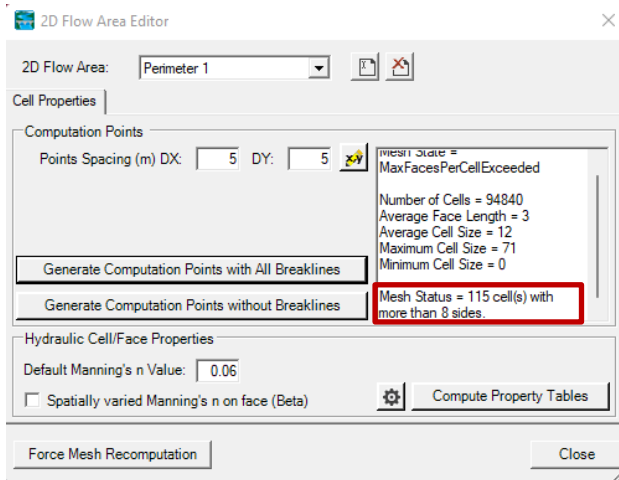 2D Flow Area Editor
2D Flow Area: Perimeter 1
Cell Properties
Computation Points
Points Spacing (m) DX: 5 DY: 5
Mesh State =
MaxFacesPerCellExceeded
Number of Cells = 94840
Average Face Length = 3
Average Cell Size = 12
Maximum Cell Size = 71
Minimum Cell Size = 0
Mesh Status = 115 cell(s) with
more than 8 sides.
Generate Computation Points with All Breaklines
Generate Computation Points without Breaklines
Hydraulic Cell/Face Properties
Default Manning's n Value: 0.06
Spatially varied Manning's n on face (Beta)
Compute Property Tables
Force Mesh Recomputation
Close